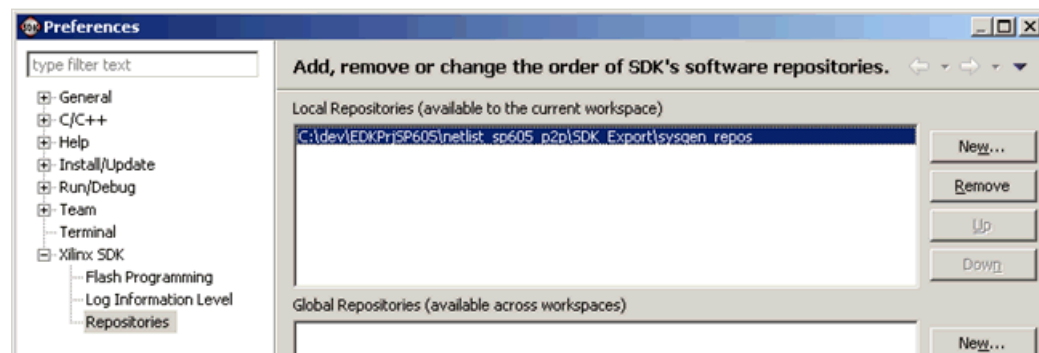 SDK Preferences
type filter text
General
C/C++
Help
Install/Update
Run/Debug
Team
Terminal
Xilinx SDK
Flash Programming
Log Information Level
Repositories
Add, remove or change the order of SDK's software repositories.
Local Repositories (available to the current workspace)
C:\dev\EDKPrjSP605\netlist_sp605_p2p\SDK_Export\sysgen_repos
New...
Remove
Up
Down
Global Repositories (available across workspaces)
New...